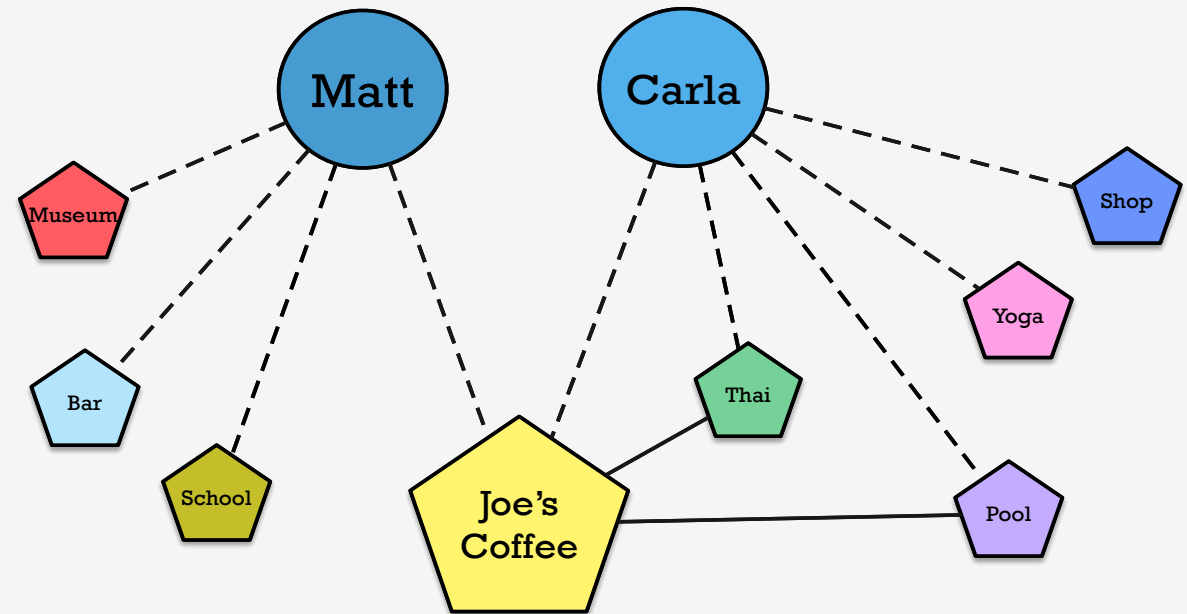 Matt
Carla
Museum
Shop
Yoga
Bar
Thai
School
Joe's
Coffee
Pool